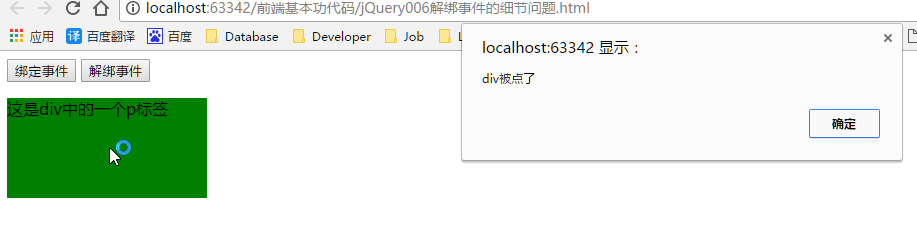 localhost:63342/前端基本功代码/jQuery006解绑事件的细节问题.html
应用 译 百度翻译 百度 Database Developer Job
localhost:63342 显示：
×
div被点了
确定
绑定事件 解绑事件
这是div中的一个p标签